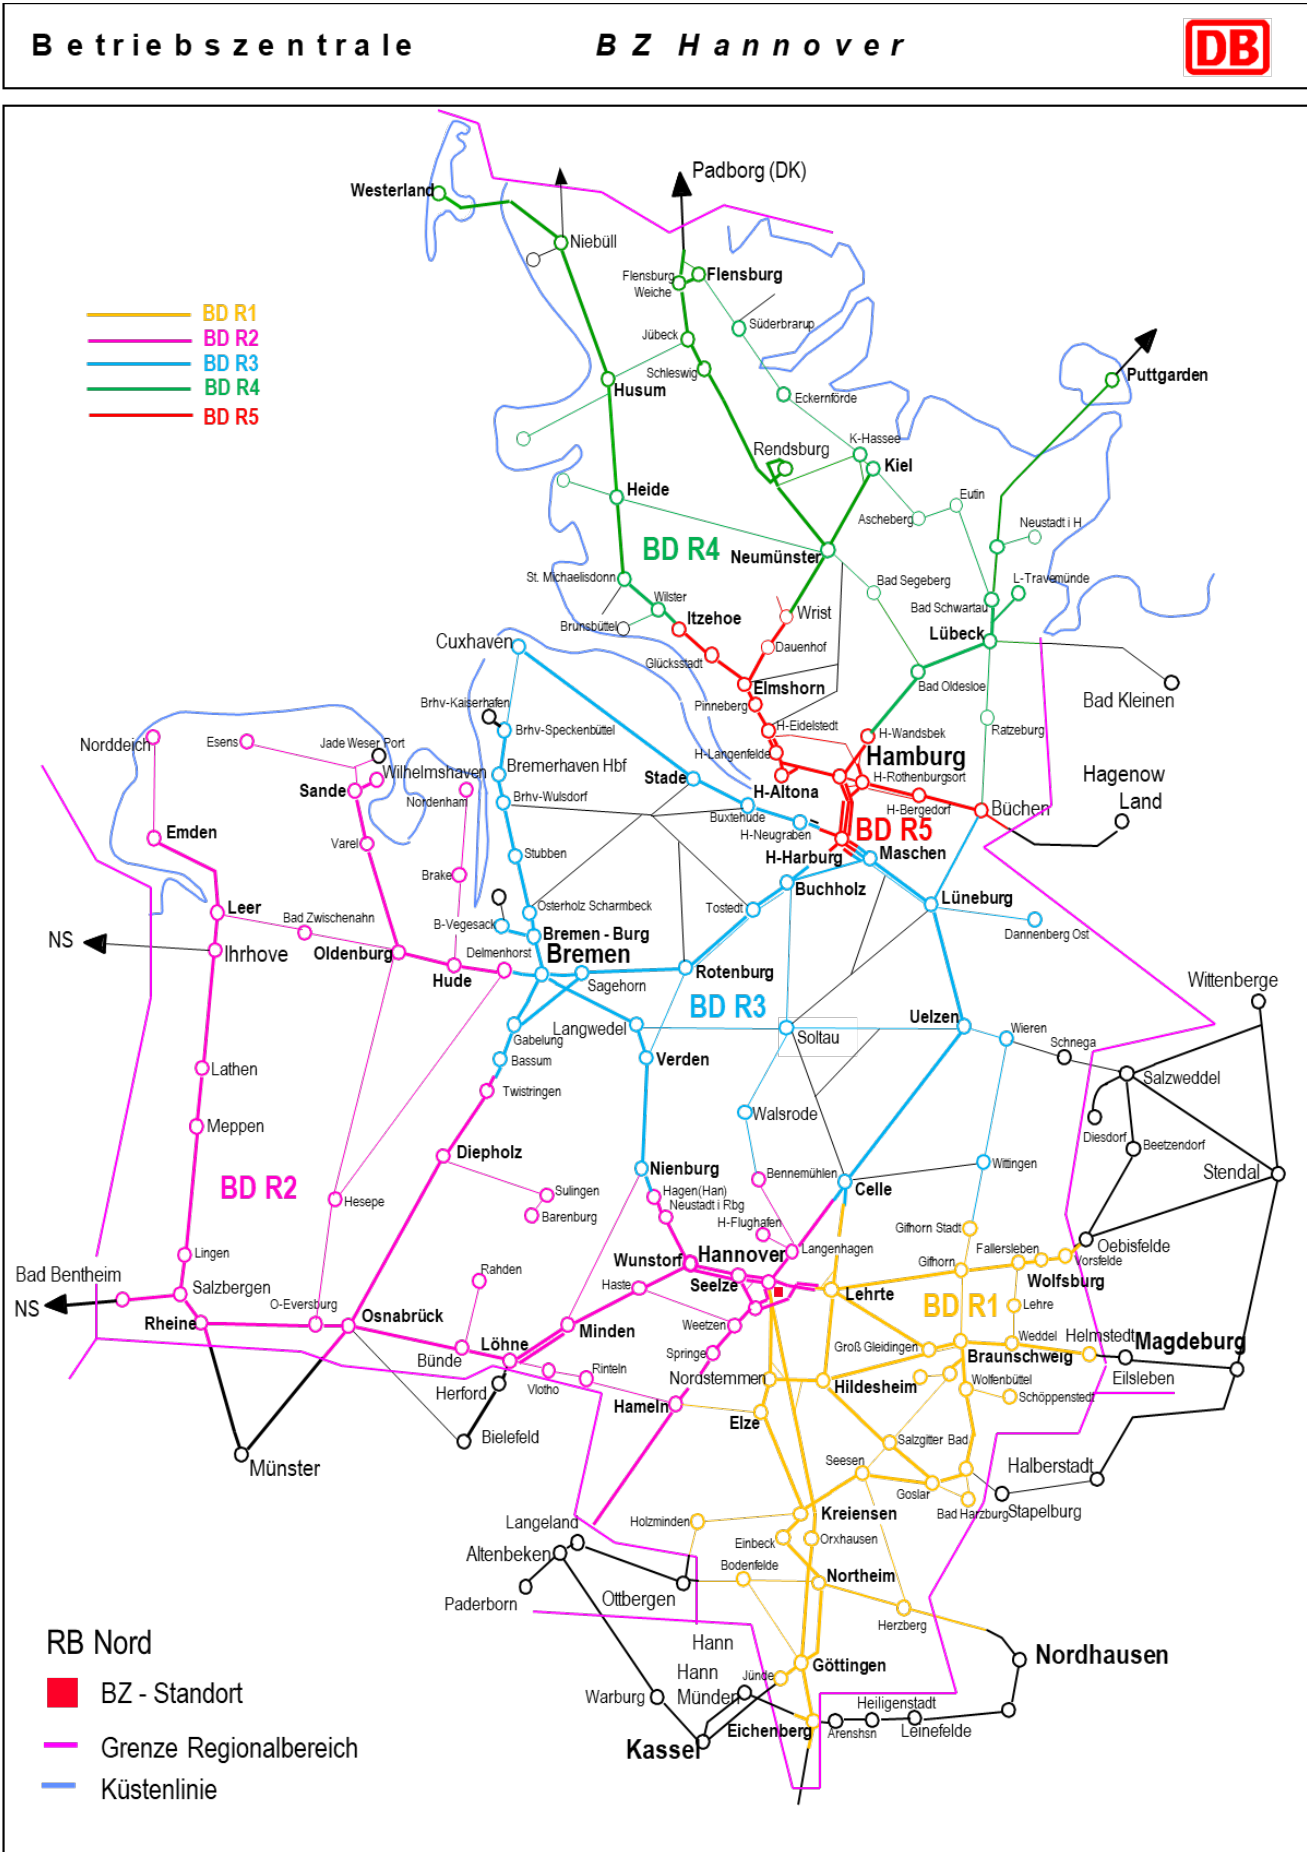 Betriebszentrale BZ Hannover
DB
Padborg (DK)
Westerland
Niebüll
Flensburg
Weiche
Flensburg
BD R1
BD R2
BD R3
BD R4
BD R5
Süderbrarup
Jübeck
Schleswig
Husum
Puttgarden
Eckernförde
K-Hassee
Rendsburg
Kiel
Heide
Eutin
Ascheberg
Neustadt i H
BD R4
Neumünster
St. Michaelisdonn
Bad Segeberg
L-Travemünde
Wilster
Bad Schwartau
Brunsbüttel
Itzehoe
Wrist
Lübeck
Cuxhaven
Dauenhof
Glücksstadt
Elmshorn
Bad Oldesloe
Bad Kleinen
Pinneberg
Brhv-Kaiserhafen
Brhv-Speckenbüttel
H-Eidelstedt
H-Wandsbek
Ratzeburg
Norddeich
Esens
Jade Weser Port
Wilhelmshaven
Bremerhaven Hbf
H-Langenfelde
Hamburg
Sande
Nordenham
Brhv-Wulsdorf
Stade
H-Altona
H-Rothenburgsort
Hagenow
Land
H-Bergedorf
Büchen
Buxtehude
H-Neugraben
BD R5
Emden
Varel
Stubben
H-Harburg
Maschen
Brake
Buchholz
Lüneburg
Leer
Bad Zwischenahn
Osterholz Scharmbeck
Tostedt
B-Vegesack
Bremen - Burg
Dannenberg Ost
NS
Ihrhove
Oldenburg
Delmenhorst
Bremen
Hude
Sagehorn
Rotenburg
Wittenberge
BD R3
Gabelung
Langwedel
Soltau
Uelzen
Wieren
Schnega
Bassum
Verden
Lathen
Twistringen
Salzweddel
Meppen
Walsrode
Diesdorf
Beetzendorf
Diepholz
BD R2
Nienburg
Bennemühlen
Wittingen
Stendal
Hesepe
Sulingen
Barenburg
Hagen(Han)
Neustadt i Rbg
Celle
H-Flughafen
Gifhorn Stadt
Lingen
Wunstorf
Hannover
Langenhagen
Gifhorn
Fallersleben
Oebisfelde
Vorsfelde
Bad Bentheim
Salzbergen
Rahden
Haste
Seelze
Lehrte
Wolfsburg
NS
BD R1
Lehre
Rheine
O-Eversburg
Osnabrück
Weetzen
Minden
Groß Gleidingen
Weddel
Helmstedt
Magdeburg
Bünde
Löhne
Springe
Braunschweig
Eilsleben
Herford
Vlotho
Rinteln
Nordstemmen
Hildesheim
Wolfenbüttel
Schöppenstedt
Hameln
Elze
Bielefeld
Salzgitter Bad
Münster
Seesen
Goslar
Halberstadt
Bad Harzburg
Stapelburg
Langeland
Holzminden
Kreiensen
Einbeck
Orxhausen
Altenbeken
Bodenfelde
Northeim
Paderborn
Ottbergen
Herzberg
RB Nord
Hann
Nordhausen
Hann
Münden
Jünde
Göttingen
BZ - Standort
Warburg
Heiligenstadt
Eichenberg
Arenshsn
Leinefelde
Grenze Regionalbereich
Kassel
Küstenlinie